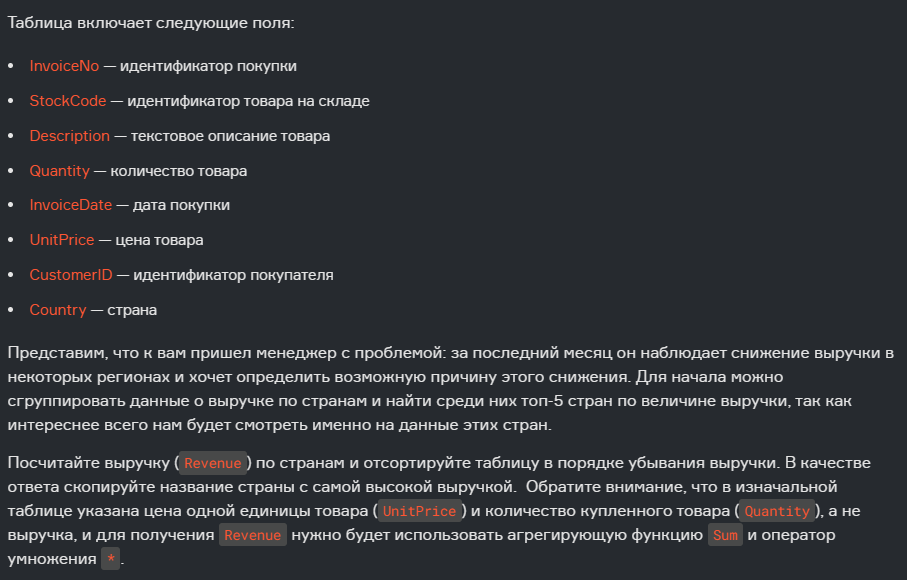 Таблица включает следующие поля:
• InvoiceNo — идентификатор покупки
• StockCode — идентификатор товара на складе
• Description — текстовое описание товара
• Quantity — количество товара
• InvoiceDate — дата покупки
• UnitPrice — цена товара
• CustomerID — идентификатор покупателя
• Country — страна
Представим, что к вам пришел менеджер с проблемой: за последний месяц он наблюдает снижение выручки в
некоторых регионах и хочет определить возможную причину этого снижения. Для начала можно
сгруппировать данные о выручке по странам и найти среди них топ-5 стран по величине выручки, так как
интереснее всего нам будет смотреть именно на данные этих стран.
Посчитайте выручку (Revenue) по странам и отсортируйте таблицу в порядке убывания выручки. В качестве
ответа скопируйте название страны с самой высокой выручкой. Обратите внимание, что в изначальной
таблице указана цена одной единицы товара (UnitPrice) и количество купленного товара (Quantity), а не
выручка, и для получения Revenue нужно будет использовать агрегирующую функцию Sum и оператор
умножения *.